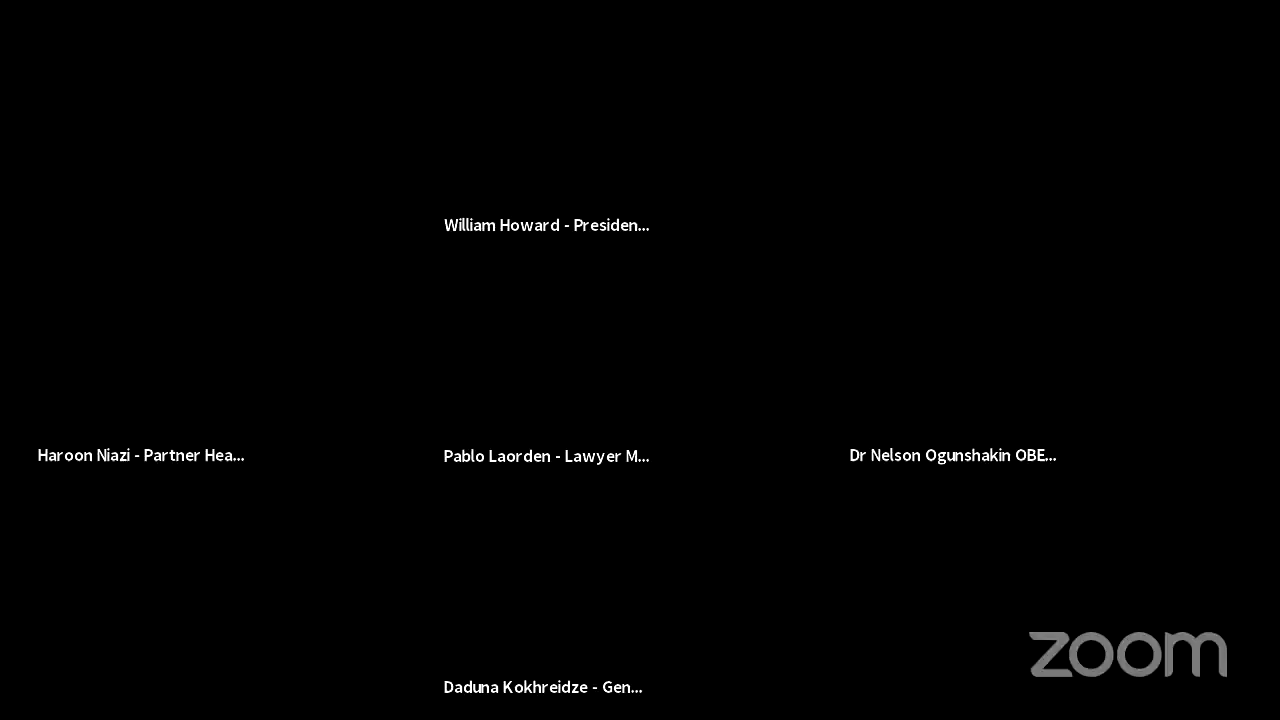 William Howard - Presiden...
Haroon Niazi - Partner Hea...
Pablo Laorden - Lawyer M...
Dr Nelson Ogunshakin OBE...
Daduna Kokhreidze - Gen...
zoom